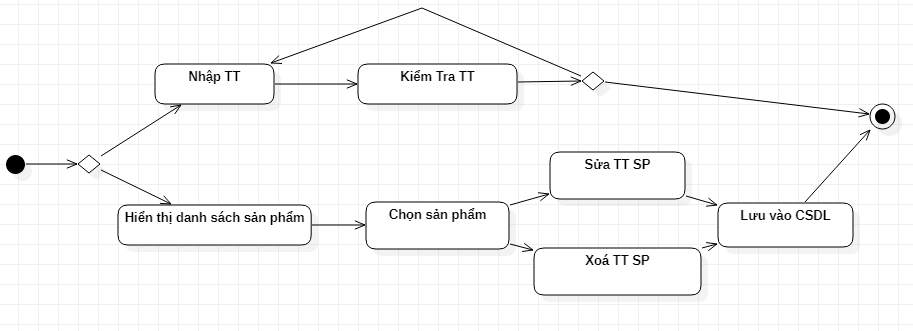 Nhập TT
Kiểm Tra TT
Hiển thị danh sách sản phẩm
Chọn sản phẩm
Sửa TT SP
Xoá TT SP
Lưu vào CSDL